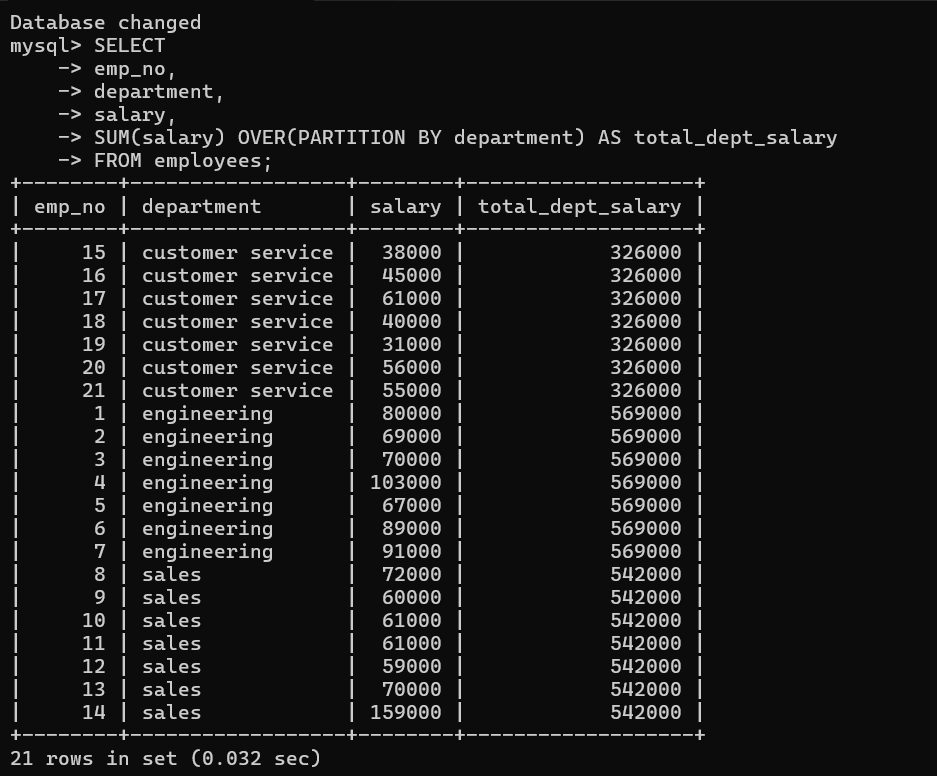 Database changed
mysql> SELECT
    -> emp_no,
    -> department,
    -> salary,
    -> SUM(salary) OVER(PARTITION BY department) AS total_dept_salary
    -> FROM employees;
+--------+------------------+--------+-------------------+
| emp_no | department       | salary | total_dept_salary |
+--------+------------------+--------+-------------------+
|     15 | customer service |  38000 |            326000 |
|     16 | customer service |  45000 |            326000 |
|     17 | customer service |  61000 |            326000 |
|     18 | customer service |  40000 |            326000 |
|     19 | customer service |  31000 |            326000 |
|     20 | customer service |  56000 |            326000 |
|     21 | customer service |  55000 |            326000 |
|      1 | engineering      |  80000 |            569000 |
|      2 | engineering      |  69000 |            569000 |
|      3 | engineering      |  70000 |            569000 |
|      4 | engineering      | 103000 |            569000 |
|      5 | engineering      |  67000 |            569000 |
|      6 | engineering      |  89000 |            569000 |
|      7 | engineering      |  91000 |            569000 |
|      8 | sales            |  72000 |            542000 |
|      9 | sales            |  60000 |            542000 |
|     10 | sales            |  61000 |            542000 |
|     11 | sales            |  61000 |            542000 |
|     12 | sales            |  59000 |            542000 |
|     13 | sales            |  70000 |            542000 |
|     14 | sales            | 159000 |            542000 |
+--------+------------------+--------+-------------------+
21 rows in set (0.032 sec)